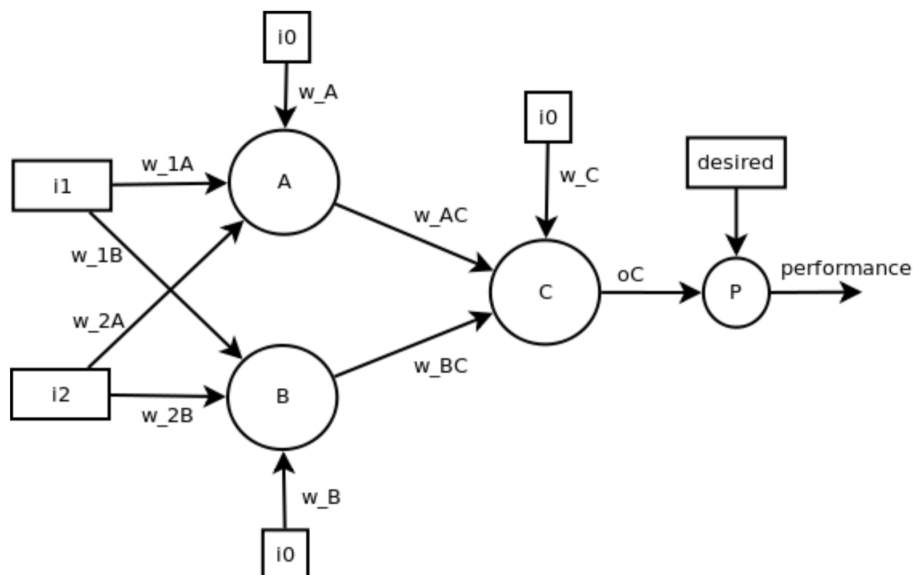 i0
w_A
i0
w_1A
i1
A
desired
w_C
w_AC
w_1B
performance
oC
C
P
w_2A
w_BC
i2
B
w_2B
w_B
i0